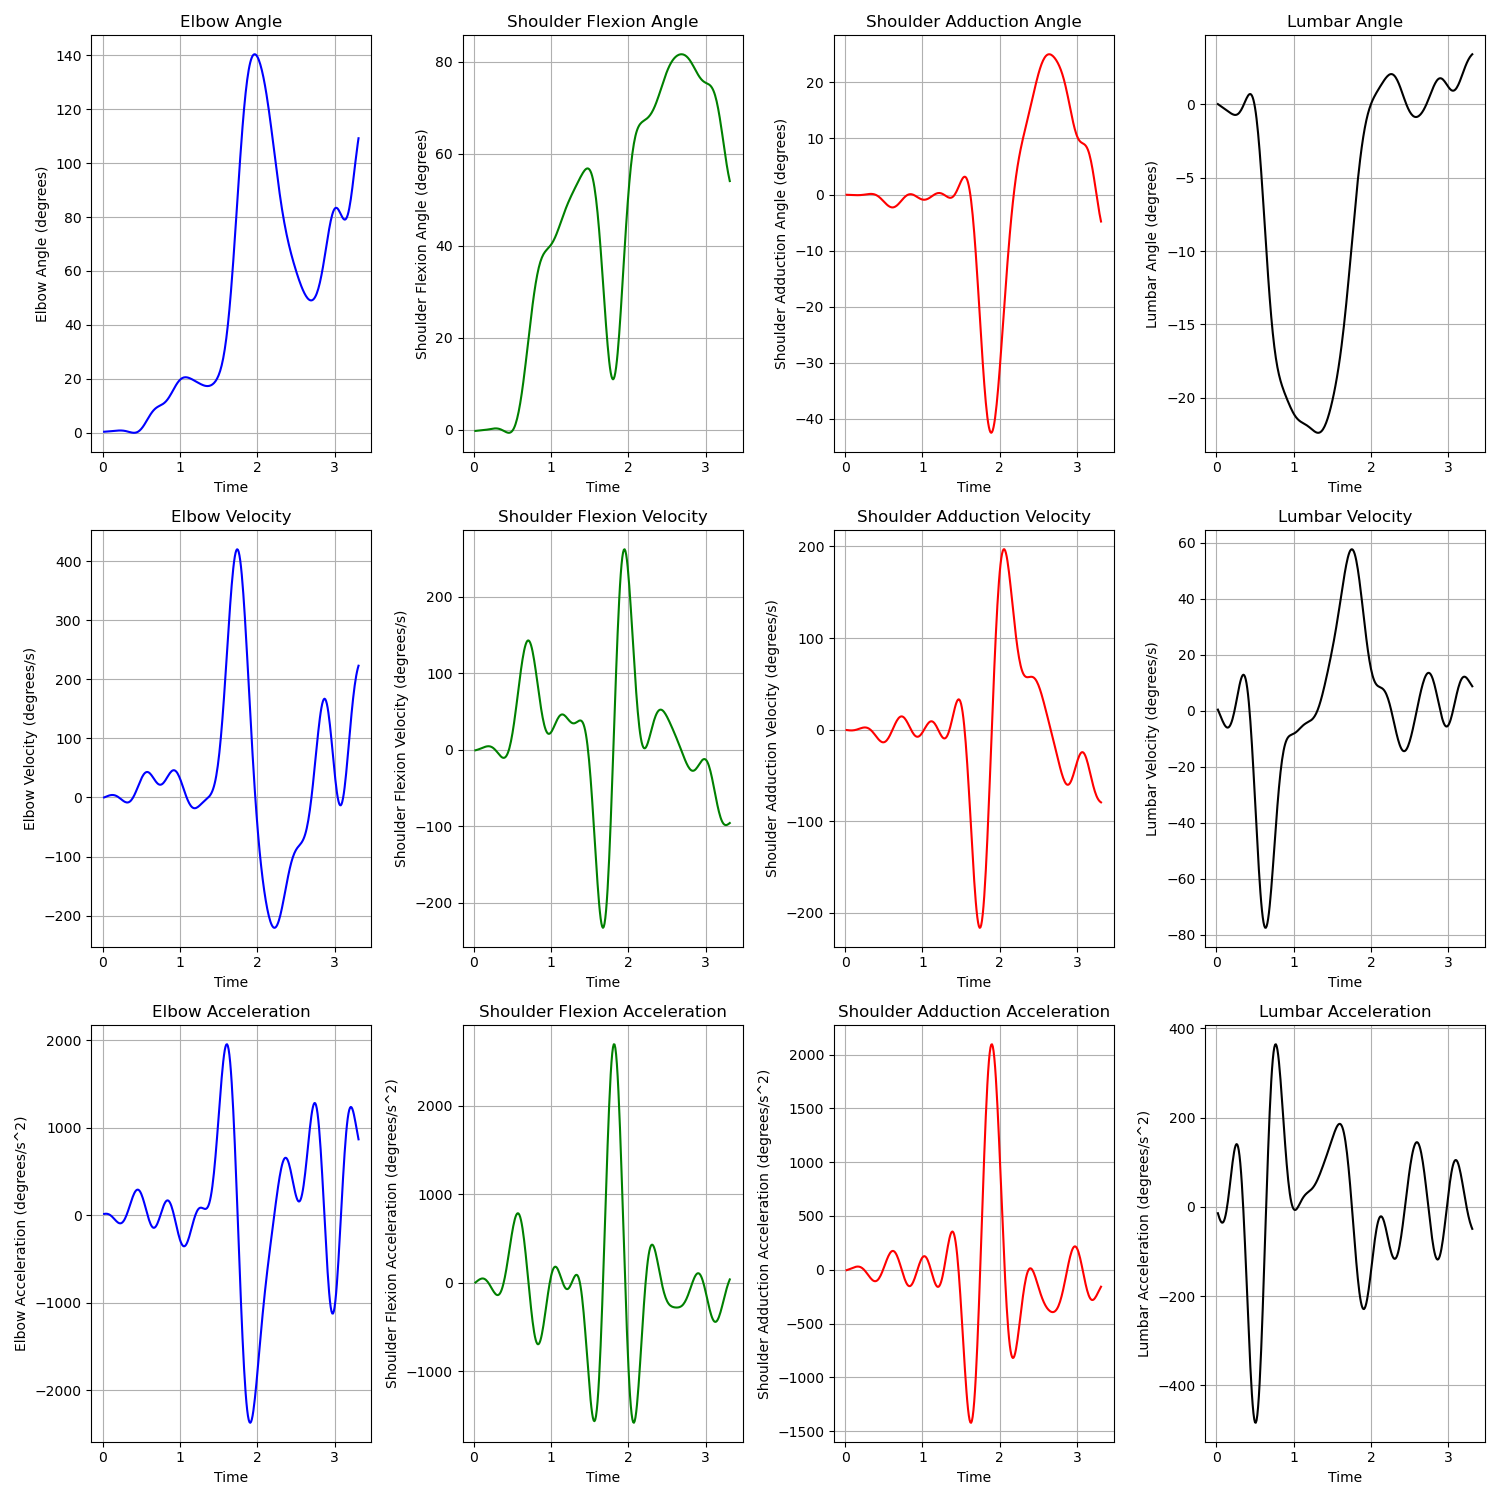 Elbow Angle
Elbow Angle (degrees)
140
120
100
80
60
40
20
0
0 1 2 3
Time
Shoulder Flexion Angle
Shoulder Flexion Angle (degrees)
80
60
40
20
0
0 1 2 3
Time
Shoulder Adduction Angle
Shoulder Adduction Angle (degrees)
20
10
0
−10
−20
−30
−40
0 1 2 3
Time
Lumbar Angle
Lumbar Angle (degrees)
0
−5
−10
−15
−20
0 1 2 3
Time
Elbow Velocity
Elbow Velocity (degrees/s)
400
300
200
100
0
−100
−200
0 1 2 3
Time
Shoulder Flexion Velocity
Shoulder Flexion Velocity (degrees/s)
200
100
0
−100
−200
0 1 2 3
Time
Shoulder Adduction Velocity
Shoulder Adduction Velocity (degrees/s)
200
100
0
−100
−200
0 1 2 3
Time
Lumbar Velocity
Lumbar Velocity (degrees/s)
60
40
20
0
−20
−40
−60
−80
0 1 2 3
Time
Elbow Acceleration
Elbow Acceleration (degrees/s^2)
2000
1000
0
−1000
−2000
0 1 2 3
Time
Shoulder Flexion Acceleration
Shoulder Flexion Acceleration (degrees/s^2)
2000
1000
0
−1000
0 1 2 3
Time
Shoulder Adduction Acceleration
Shoulder Adduction Acceleration (degrees/s^2)
2000
1500
1000
500
0
−500
−1000
−1500
0 1 2 3
Time
Lumbar Acceleration
Lumbar Acceleration (degrees/s^2)
400
200
0
−200
−400
0 1 2 3
Time